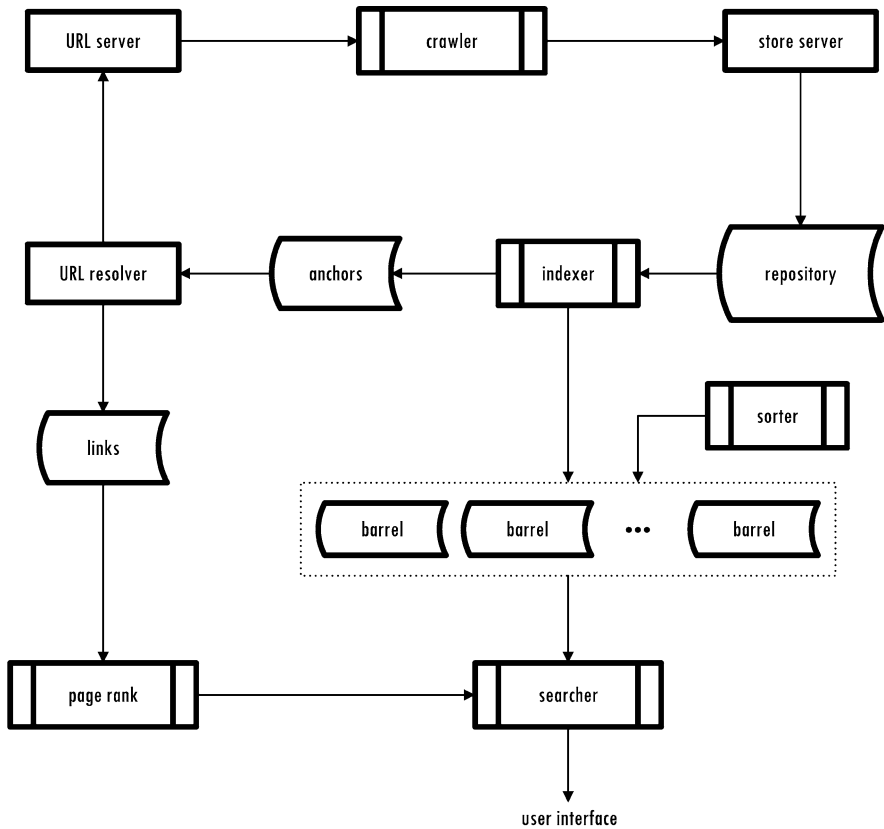 URL server
crawler
store server
URL resolver
anchors
indexer
repository
sorter
links
barrel
barrel
•••
barrel
page rank
searcher
user interface